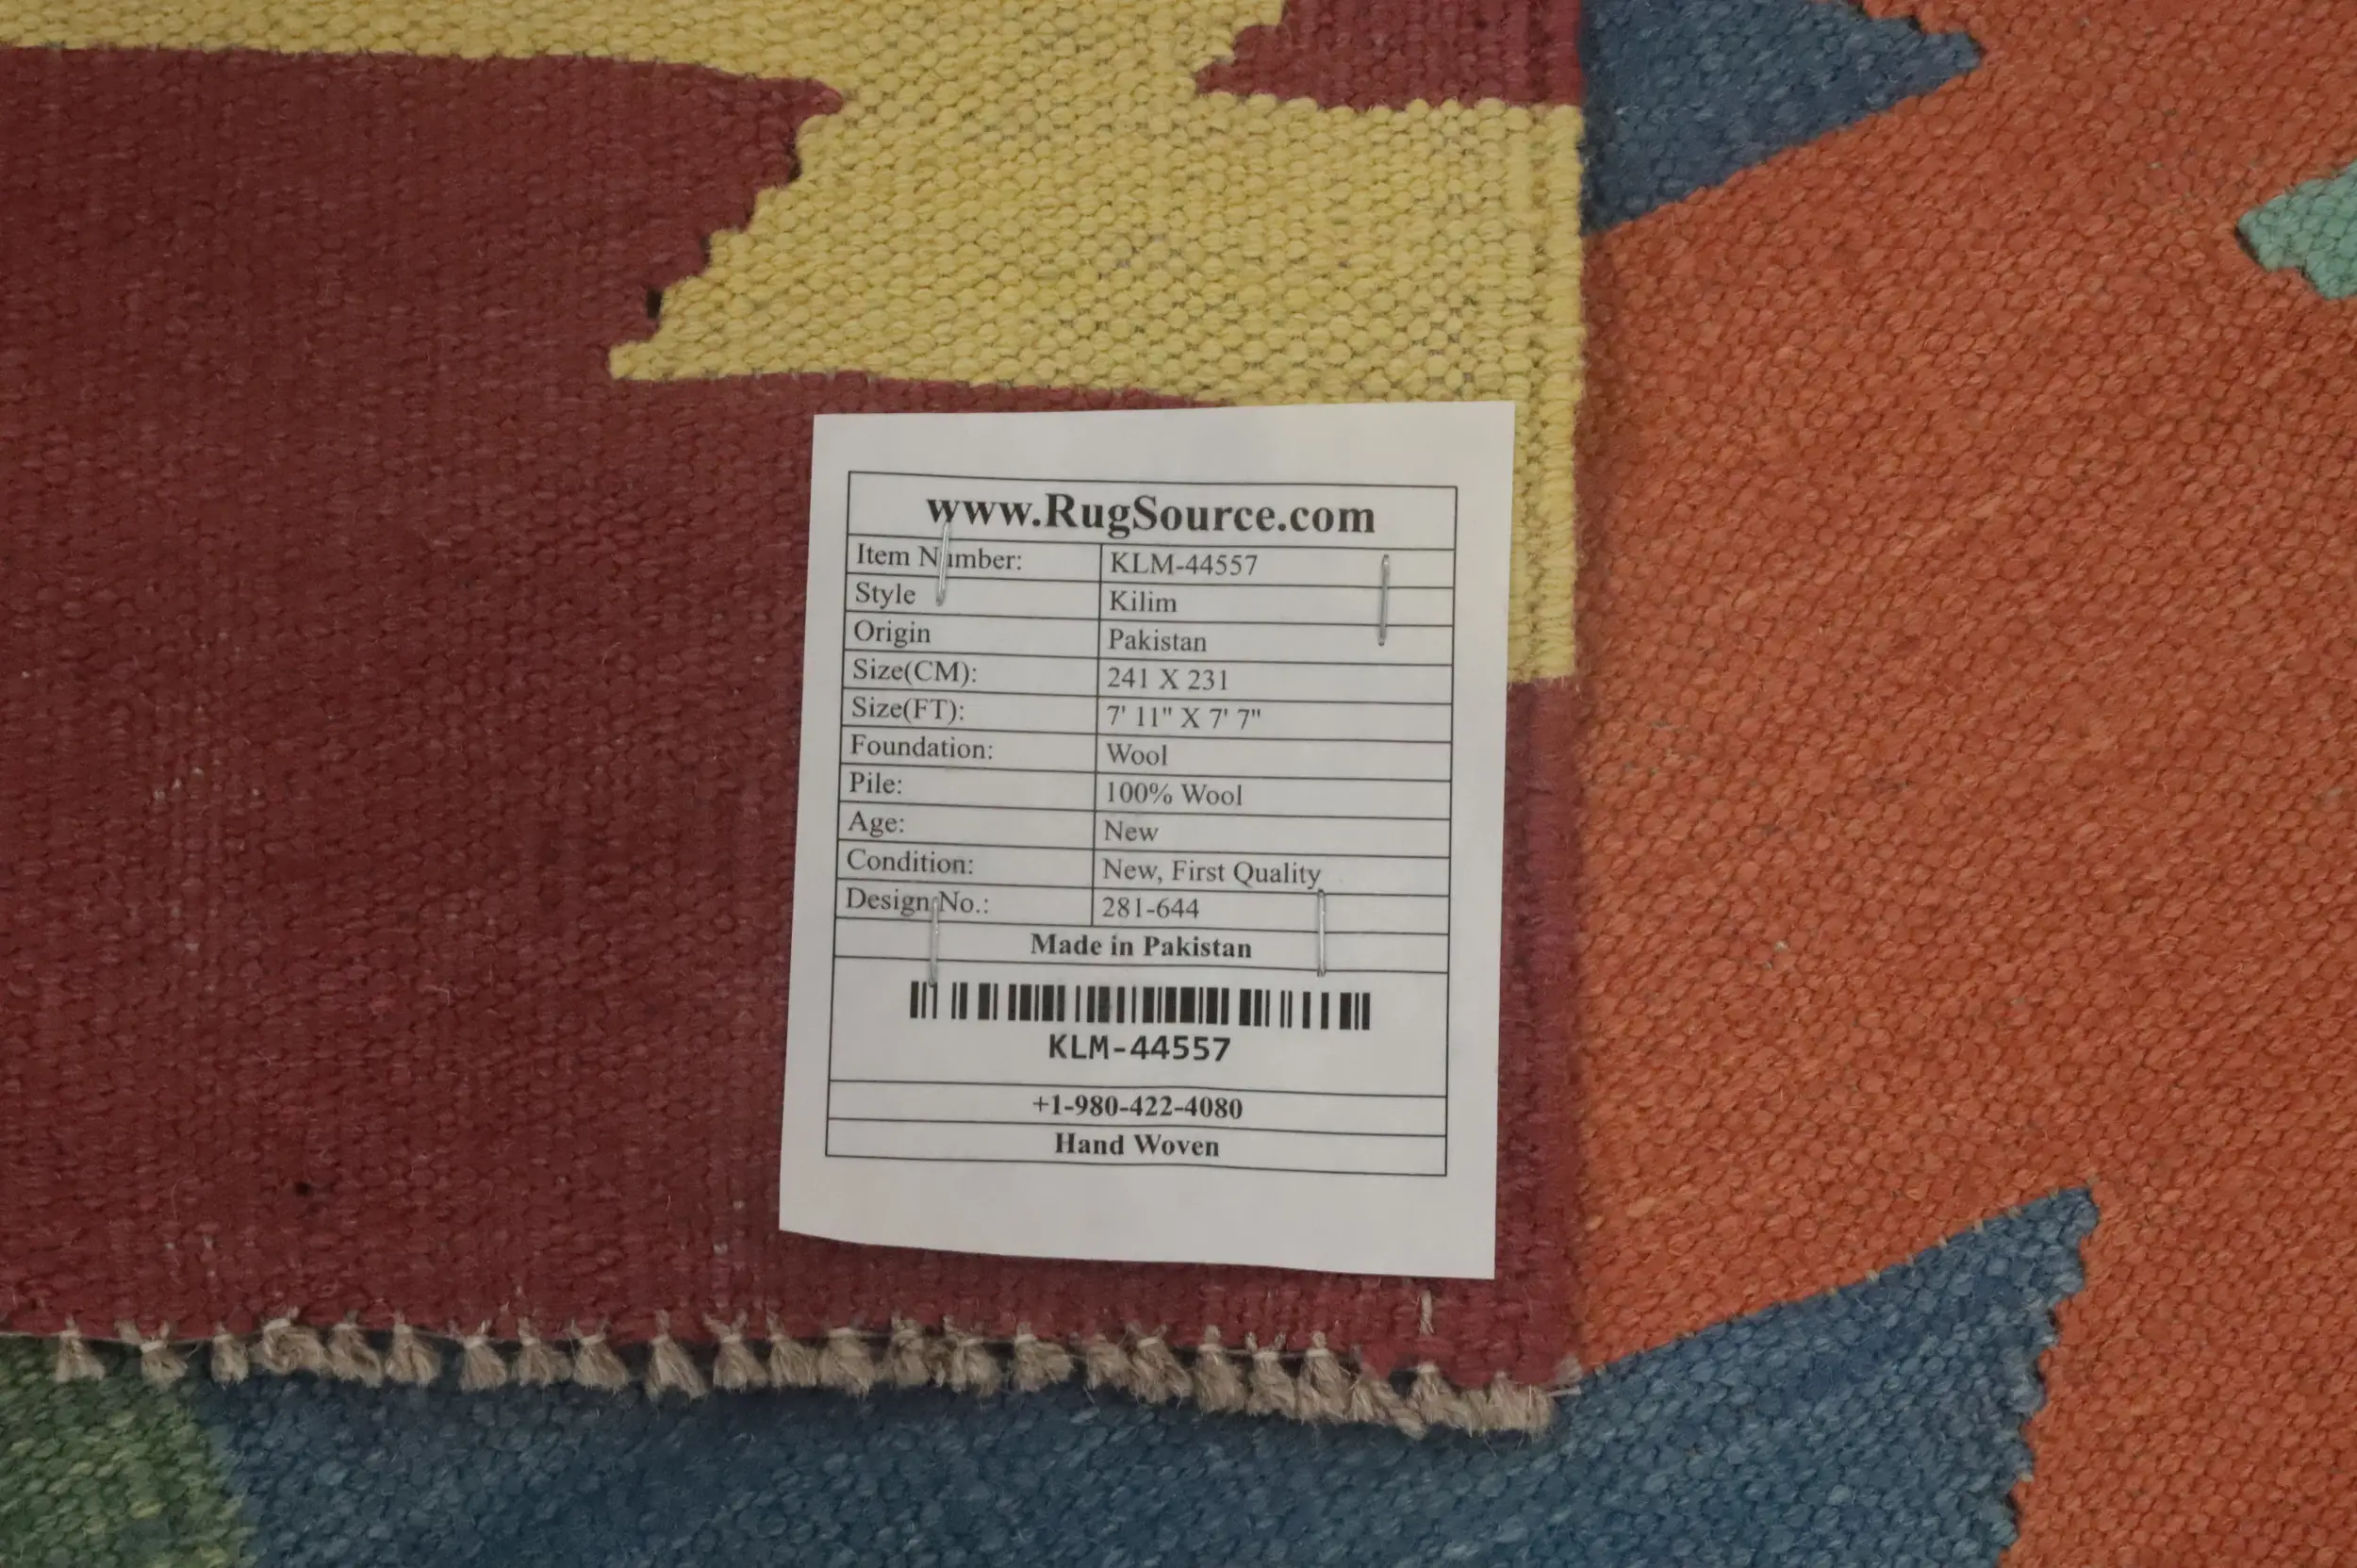 www.RugSource.com
Item Number: KLM-44557
Style Kilim
Origin Pakistan
Size(CM): 241 X 231
Size(FT): 7' 11" X 7' 7"
Foundation: Wool
Pile: 100% Wool
Age: New
Condition: New, First Quality
Design No.: 281-644
Made in Pakistan
KLM-44557
+1-980-422-4080
Hand Woven